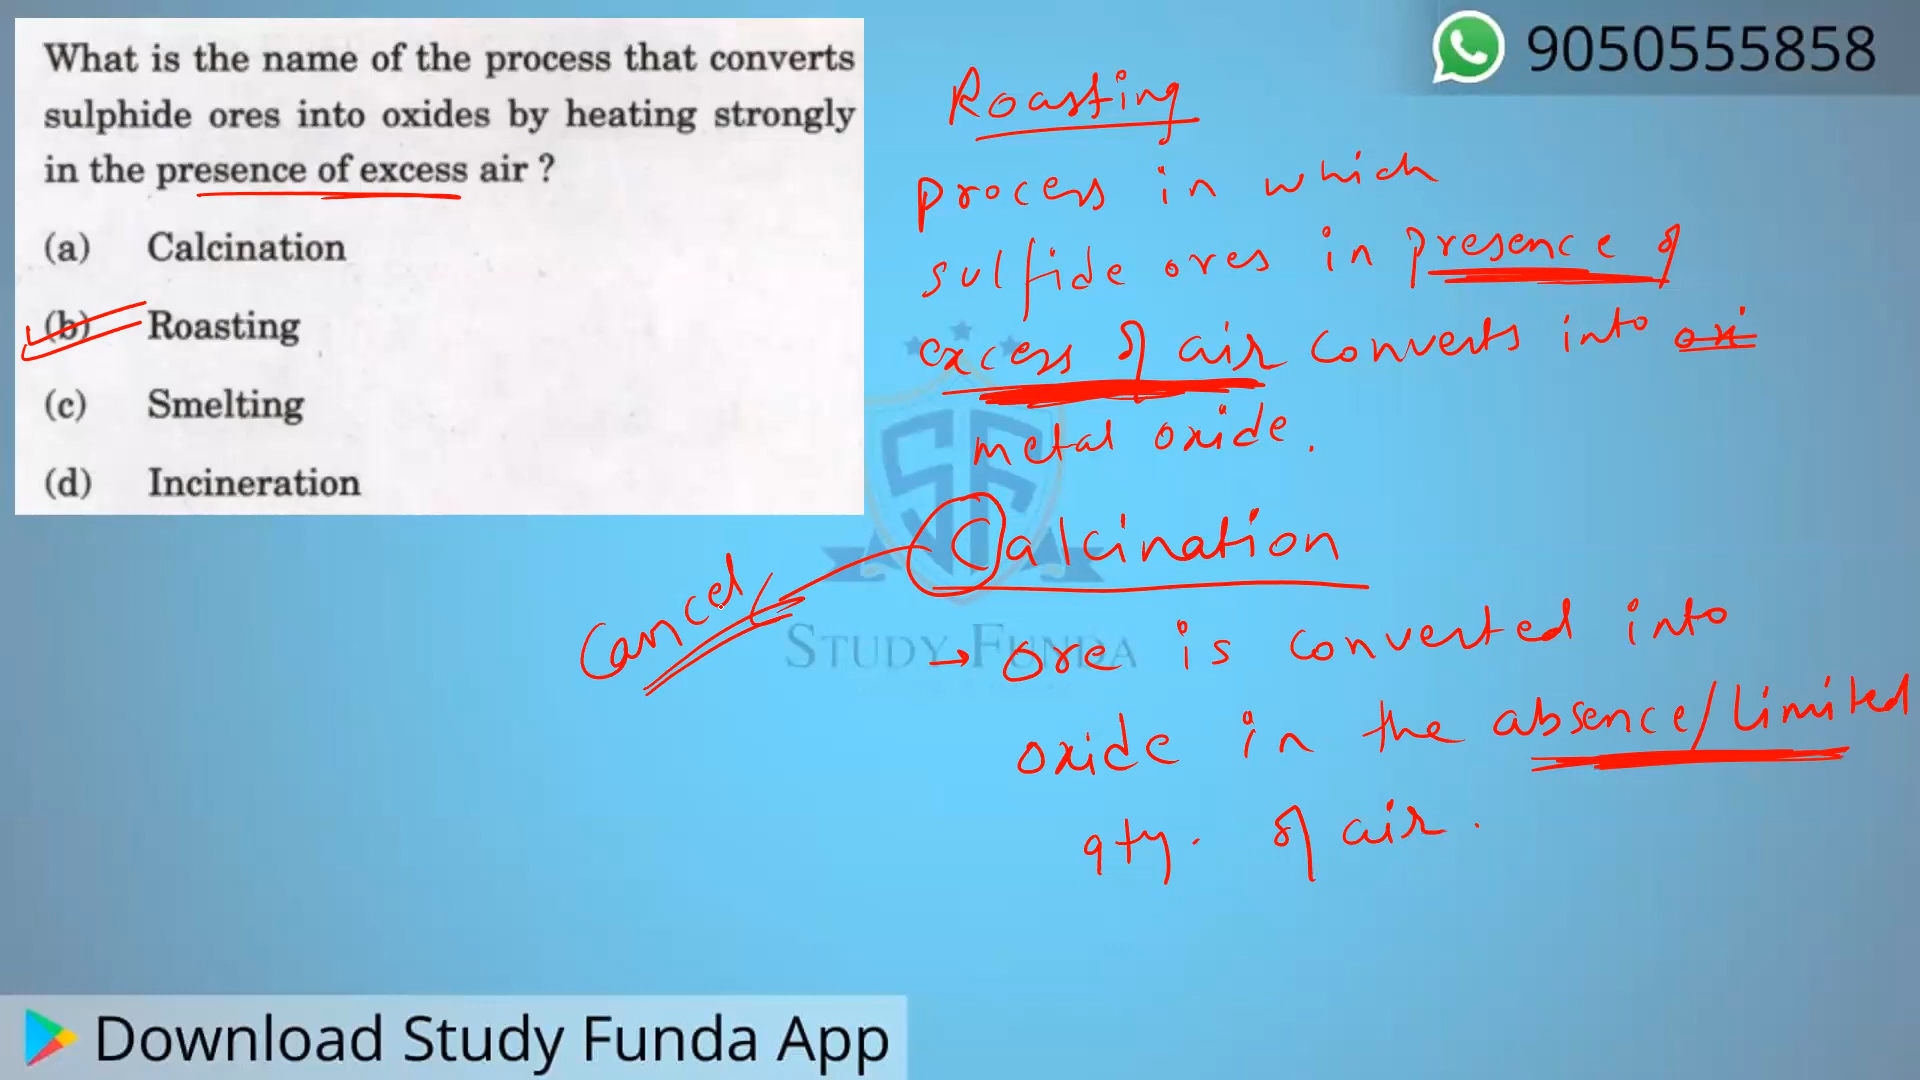 What is the name of the process that converts
sulphide ores into oxides by heating strongly
in the presence of excess air ?
(a) Calcination
(b) Roasting
(c) Smelting
(d) Incineration
9050555858
Roasting
process in which
sulfide ores in presence of
excess of air converts into oxi
metal oxide.
Calcination
Cancel
→ ore is converted into
oxide in the absence/limited
qty. of air.
SF
STUDY FUNDA
Download Study Funda App